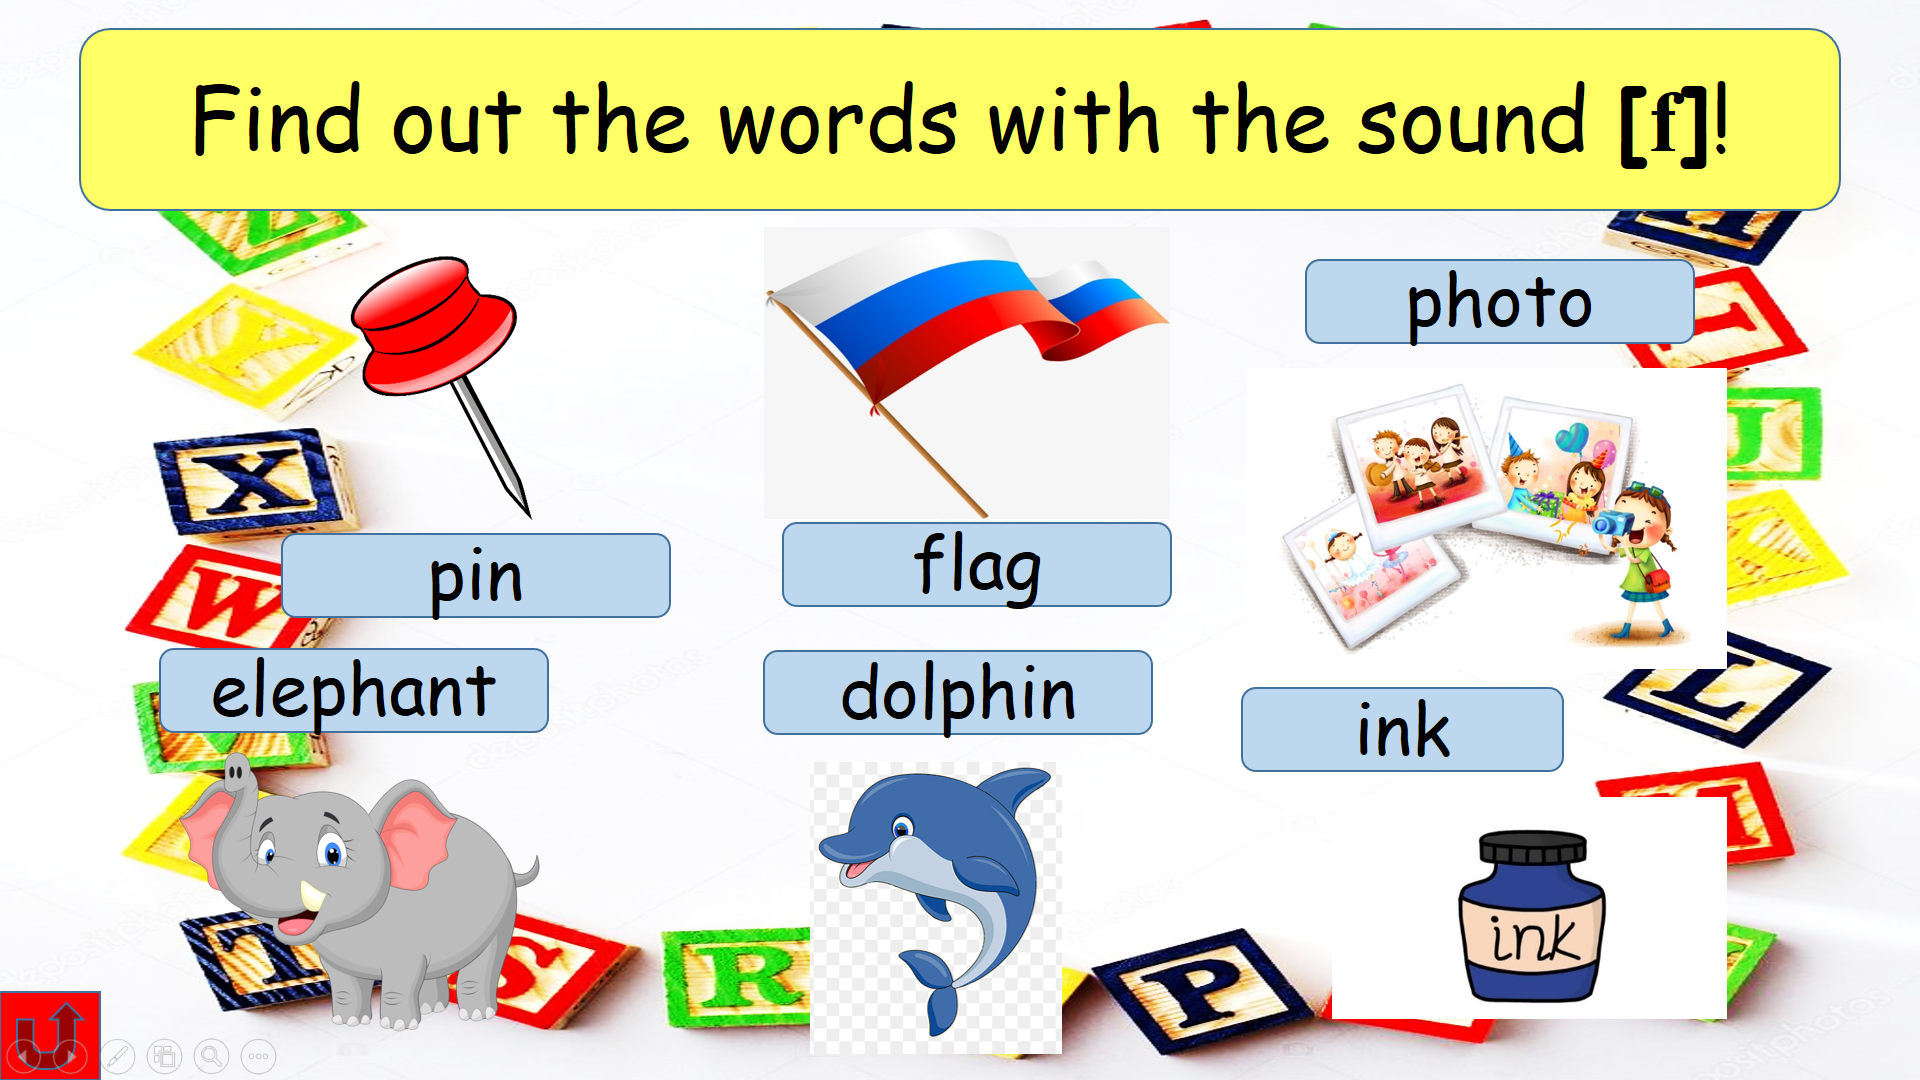 Find out the words with the sound [f]!
photo
pin
flag
elephant
dolphin
ink
ink
X
W
R
P
S
Y
L
J